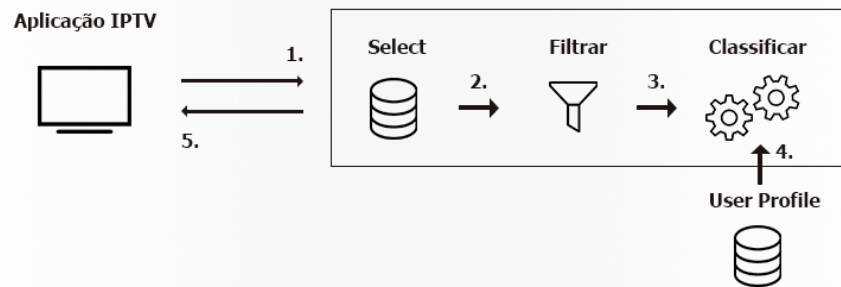 Aplicação IPTV
1.
5.
Select
2.
Filtrar
3.
Classificar
4.
User Profile